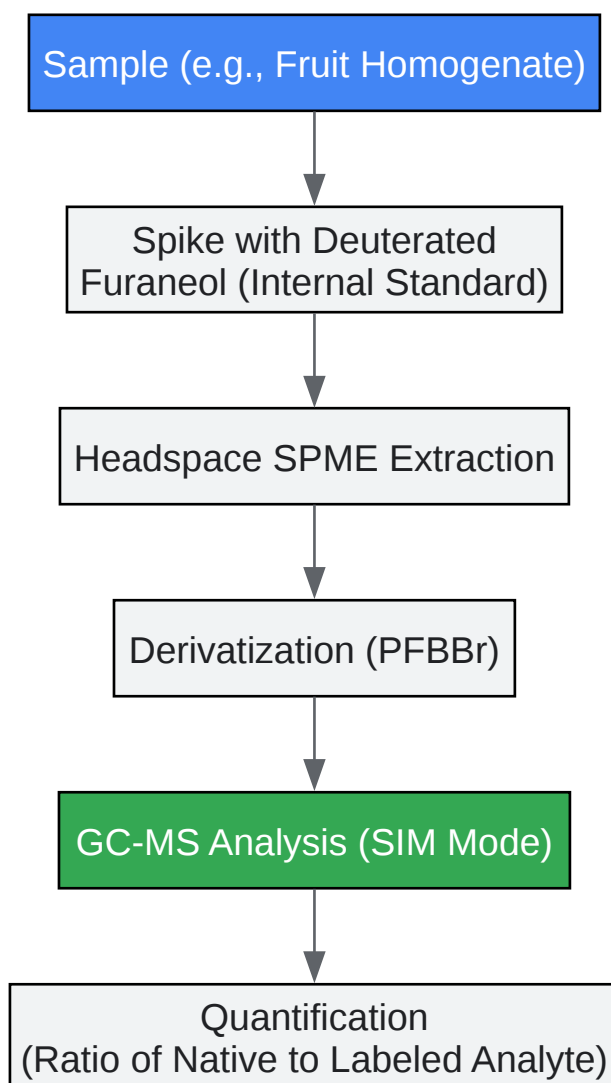 Sample (e.g., Fruit Homogenate)
Spike with Deuterated
Furaneol (Internal Standard)
Headspace SPME Extraction
Derivatization (PFBBr)
GC-MS Analysis (SIM Mode)
Quantification
(Ratio of Native to Labeled Analyte)